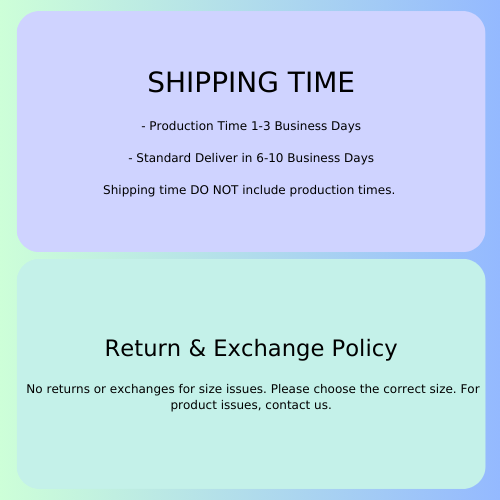 SHIPPING TIME
- Production Time 1-3 Business Days
- Standard Deliver in 6-10 Business Days
Shipping time DO NOT include production times.
Return & Exchange Policy
No returns or exchanges for size issues. Please choose the correct size. For
product issues, contact us.